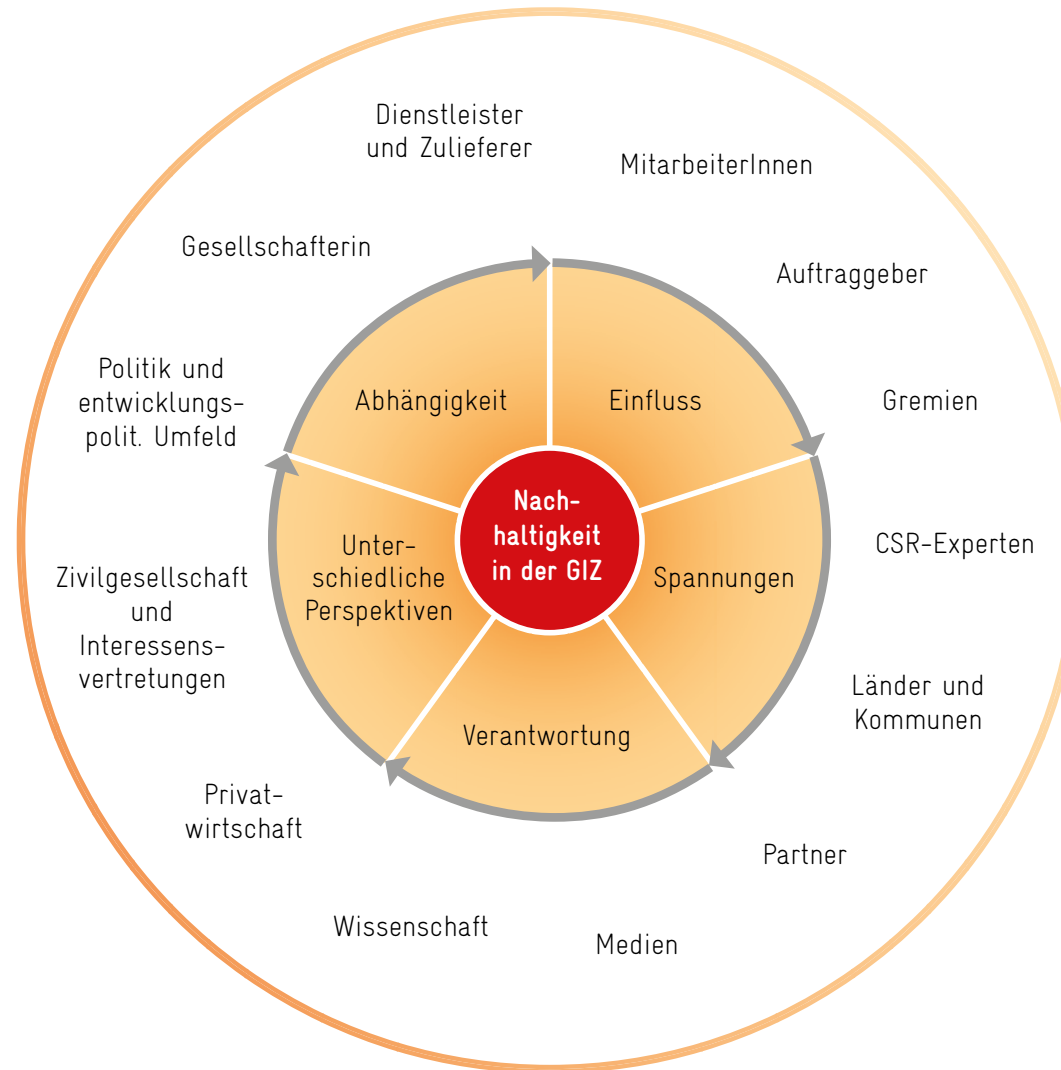 Dienstleister
und Zulieferer
MitarbeiterInnen
Gesellschafterin
Auftraggeber
Politik und
entwicklungs-
polit. Umfeld
Abhängigkeit
Einfluss
Gremien
Nach-
haltigkeit
in der GIZ
Unter-
schiedliche
Perspektiven
Spannungen
CSR-Experten
Zivilgesellschaft
und
Interessens-
vertretungen
Länder und
Kommunen
Verantwortung
Privat-
wirtschaft
Partner
Wissenschaft
Medien